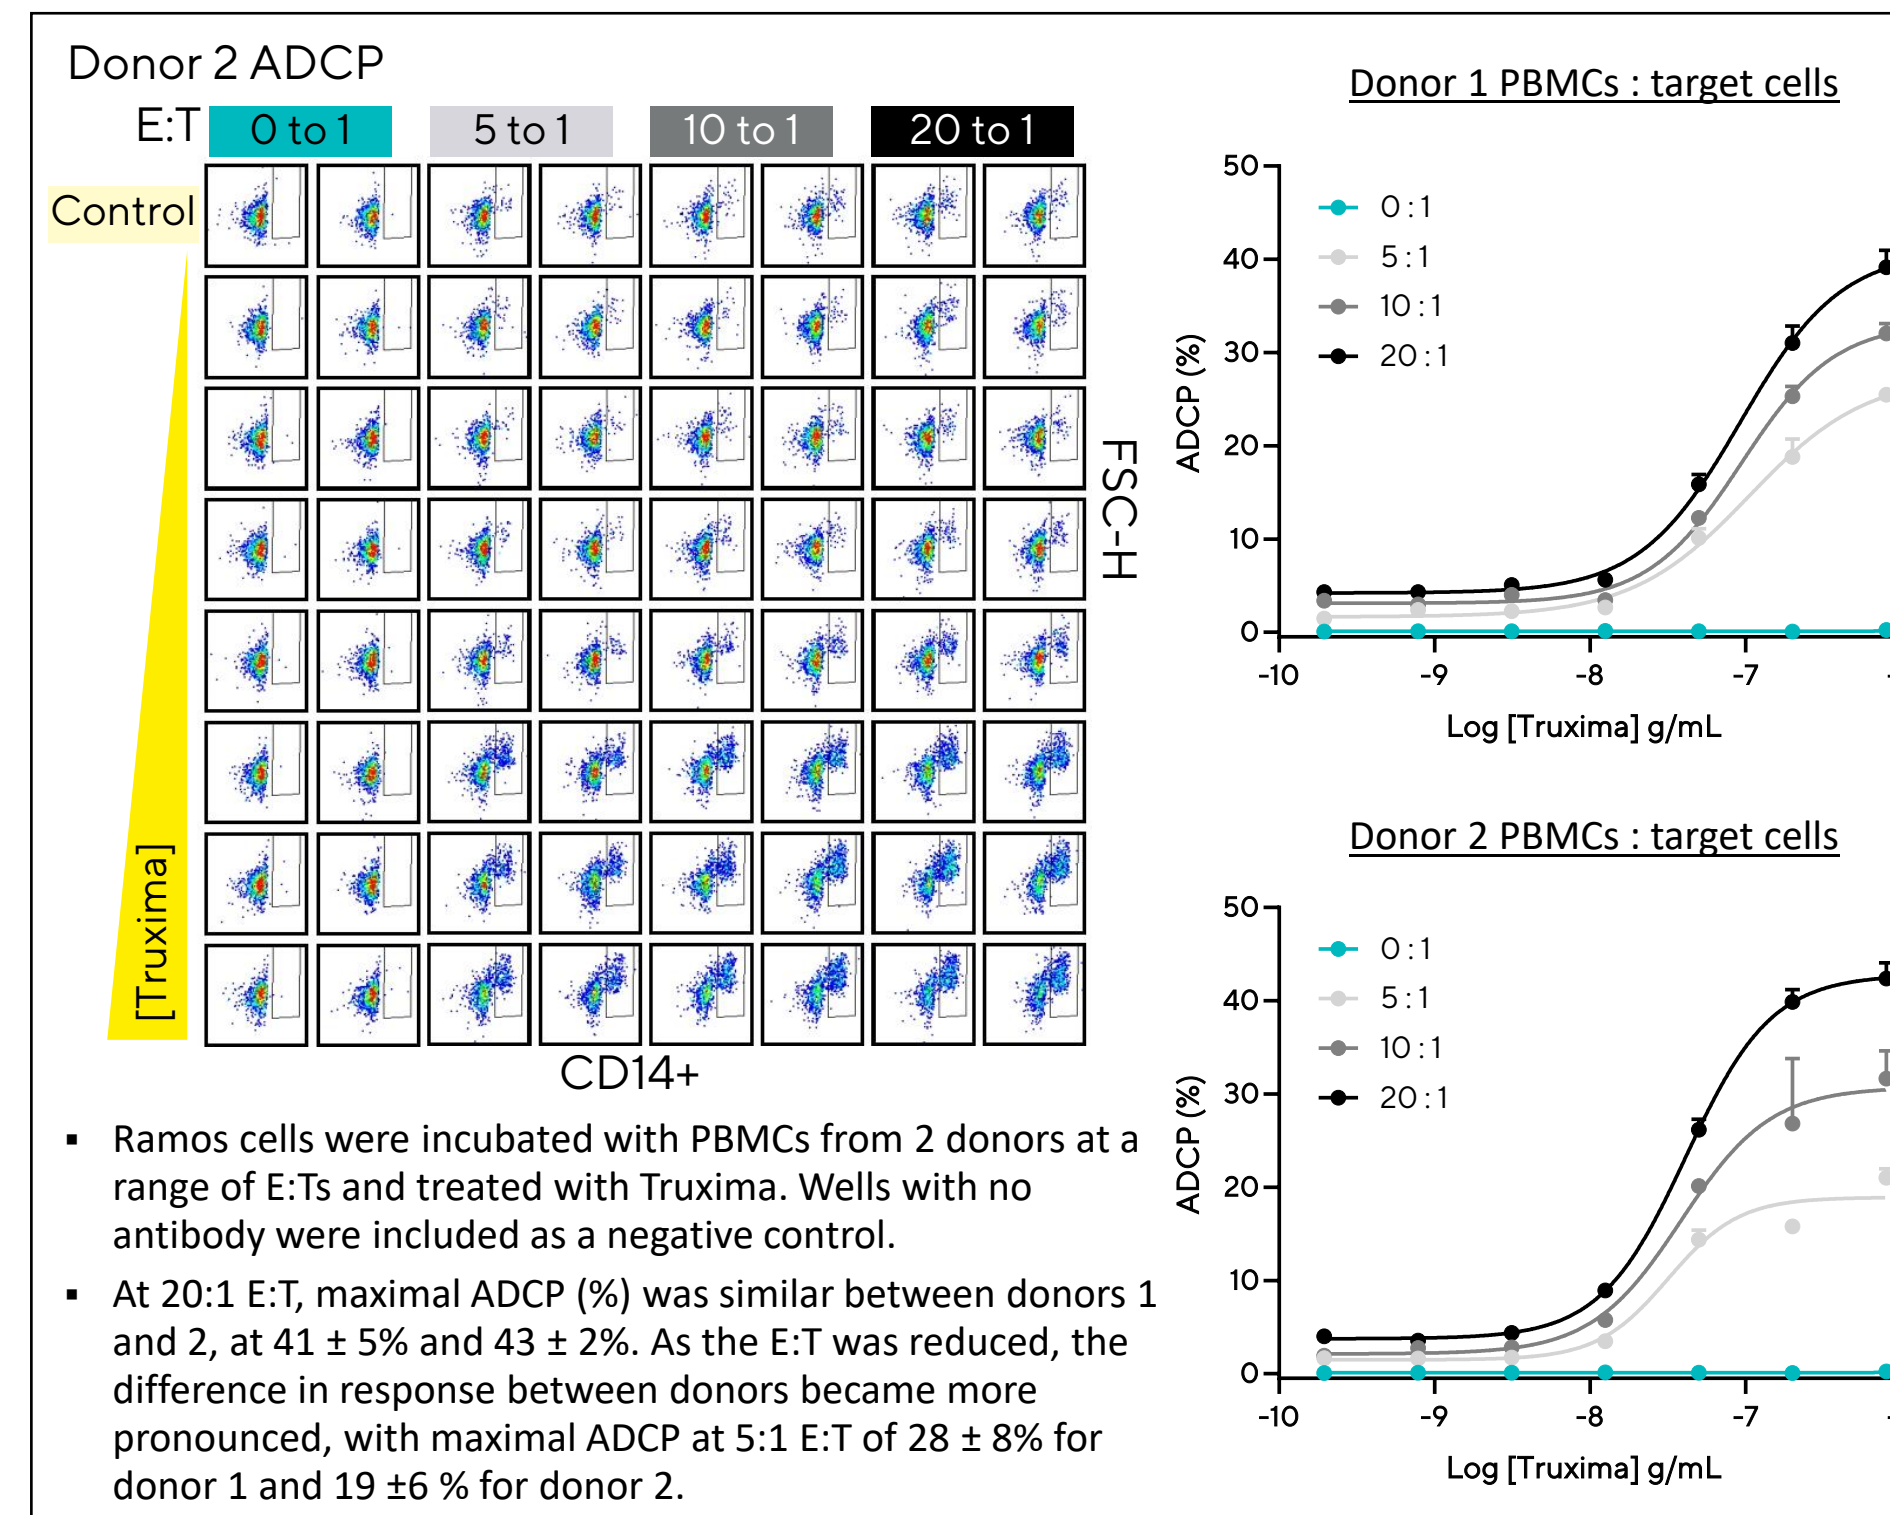 Donor 2 ADCP
E:T
0 to 1
5 to 1
10 to 1
20 to 1
Control
[Truxima]
FSC-H
CD14+
▪ Ramos cells were incubated with PBMCs from 2 donors at a
range of E:Ts and treated with Truxima. Wells with no
antibody were included as a negative control.
▪ At 20:1 E:T, maximal ADCP (%) was similar between donors 1
and 2, at 41 ± 5% and 43 ± 2%. As the E:T was reduced, the
difference in response between donors became more
pronounced, with maximal ADCP at 5:1 E:T of 28 ± 8% for
donor 1 and 19 ±6 % for donor 2.
Donor 1 PBMCs : target cells
50
40
30
20
10
0
ADCP (%)
0 : 1
5 : 1
10 : 1
20 : 1
-10
-9
-8
-7
-
Log [Truxima] g/mL
Donor 2 PBMCs : target cells
50
40
30
20
10
0
ADCP (%)
0 : 1
5 : 1
10 : 1
20 : 1
-10
-9
-8
-7
-
Log [Truxima] g/mL